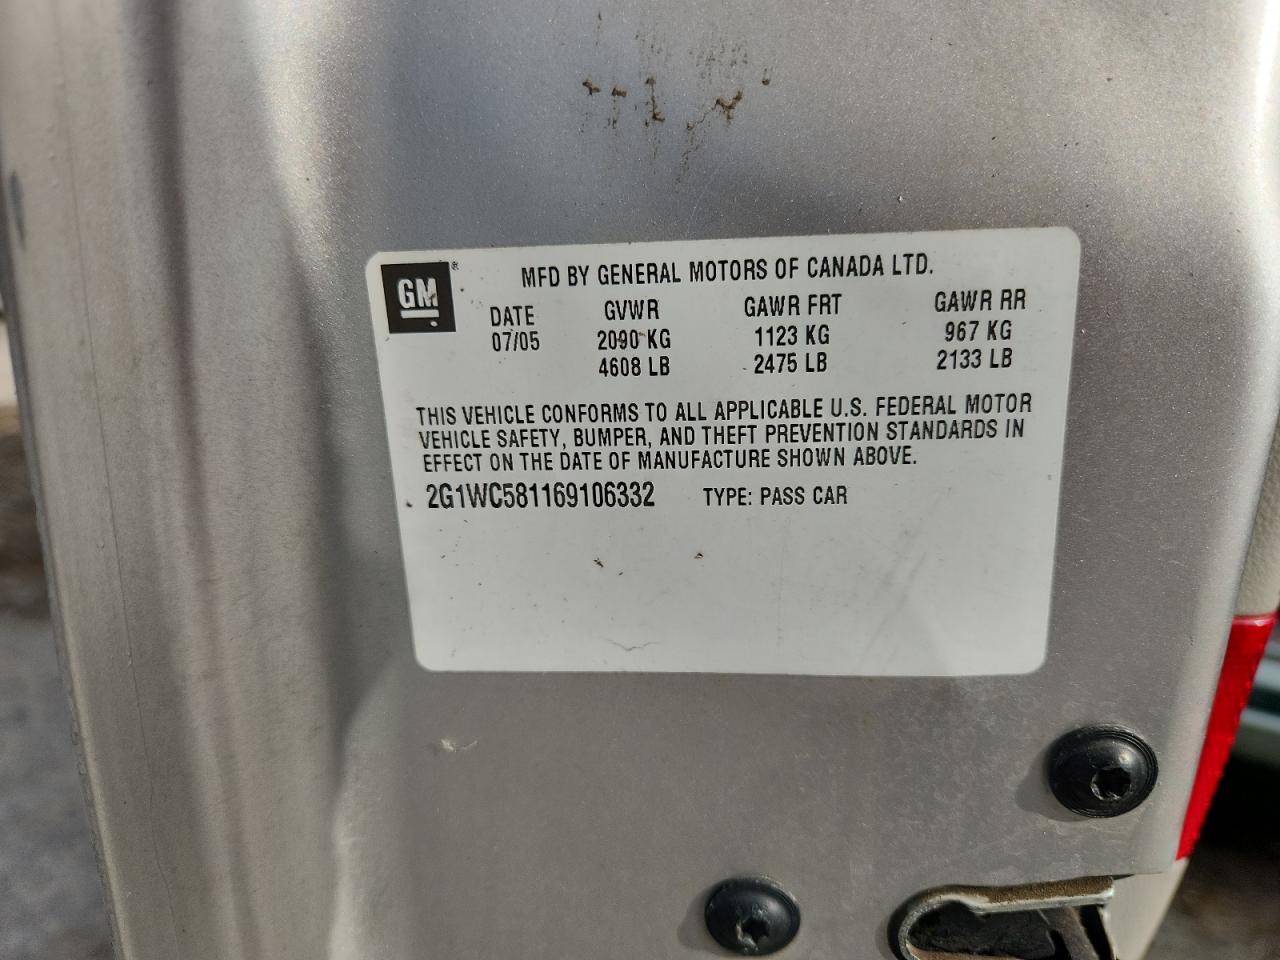 GM ® MFD BY GENERAL MOTORS OF CANADA LTD.
DATE GVWR GAWR FRT GAWR RR
07/05 2090 KG 1123 KG 967 KG
4608 LB 2475 LB 2133 LB
THIS VEHICLE CONFORMS TO ALL APPLICABLE U.S. FEDERAL MOTOR
VEHICLE SAFETY, BUMPER, AND THEFT PREVENTION STANDARDS IN
EFFECT ON THE DATE OF MANUFACTURE SHOWN ABOVE.
2G1WC581169106332 TYPE: PASS CAR